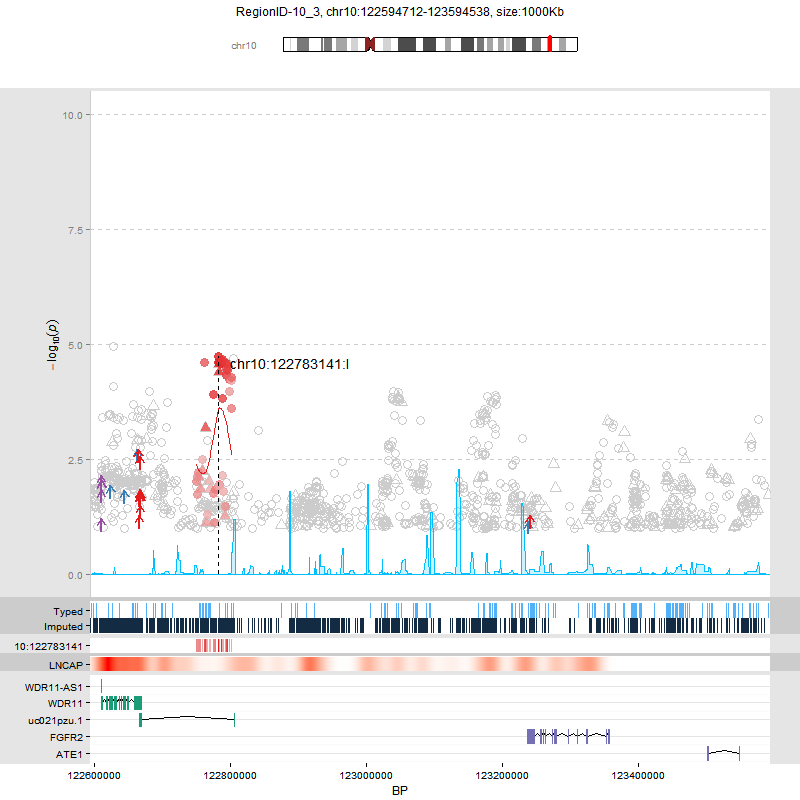 RegionID-10_3, chr10:122594712-123594538, size:1000Kb
chr10
10.0
7.5
5.0
2.5
0.0
−log10(p)
chr10:122783141:I
Typed
Imputed
10:122783141
LNCAP
WDR11-AS1
WDR11
uc021pzu.1
FGFR2
ATE1
122600000 122800000 123000000 123200000 123400000
BP